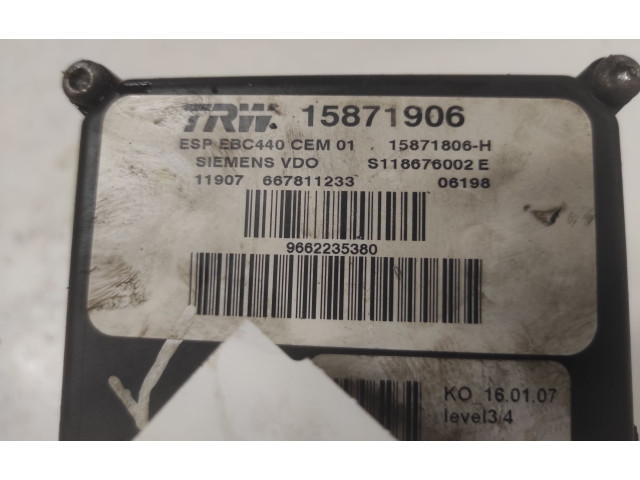 TRW. 15871906
ESP EBC440 CEM 01 . 15871806-H
SIEMENS VDO S118676002 E
11907 667811233 06198
9662235380
KO 16.01.07
level3/4